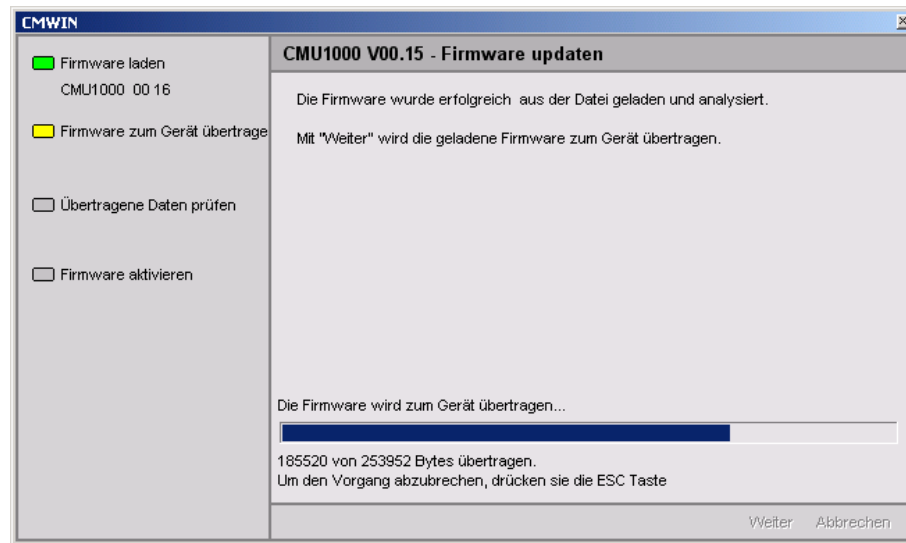 CMWIN
Firmware laden
CMU1000 00 16
Firmware zum Gerät übertrage
Übertragene Daten prüfen
Firmware aktivieren
CMU1000 V00.15 - Firmware updaten
Die Firmware wurde erfolgreich aus der Datei geladen und analysiert.
Mit "Weiter" wird die geladene Firmware zum Gerät übertragen.
Die Firmware wird zum Gerät übertragen...
185520 von 253952 Bytes übertragen.
Um den Vorgang abzubrechen, drücken sie die ESC Taste
Weiter Abbrechen